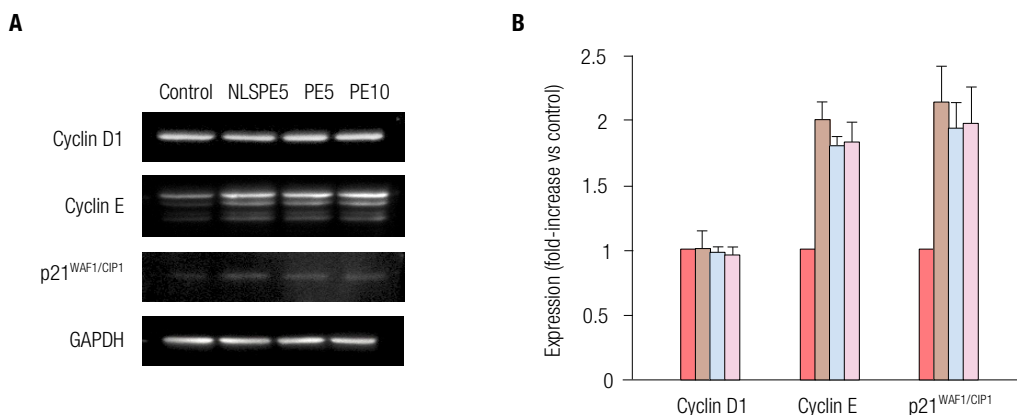 A
Control NLSPE5 PE5 PE10
Cyclin D1
Cyclin E
p21WAF1/CIP1
GAPDH
B
Expression (fold-increase vs control)
2.5
2
1.5
1
0.5
0
Cyclin D1 Cyclin E p21WAF1/CIP1